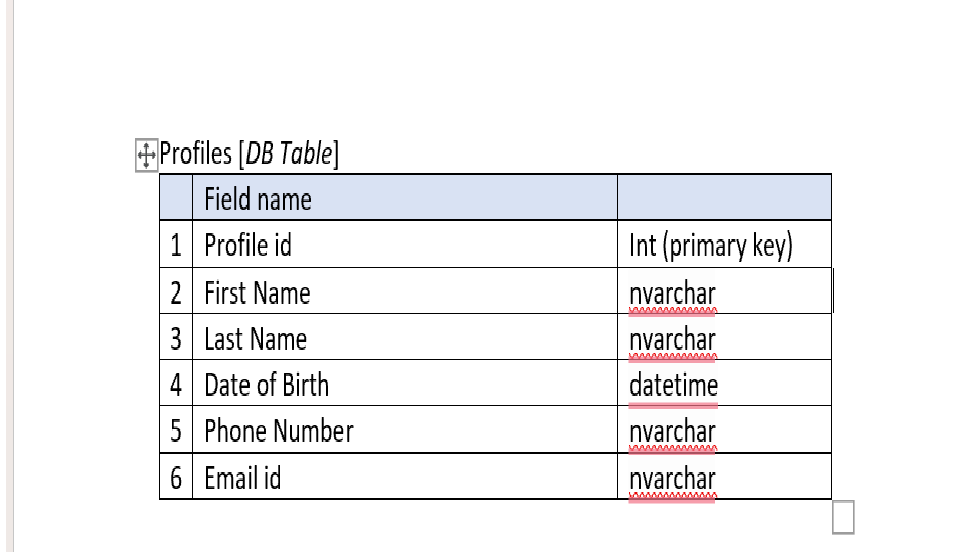 Profiles [DB Table]
Field name
1 Profile id Int (primary key)
2 First Name nvarchar
3 Last Name nvarchar
4 Date of Birth datetime
5 Phone Number nvarchar
6 Email id nvarchar